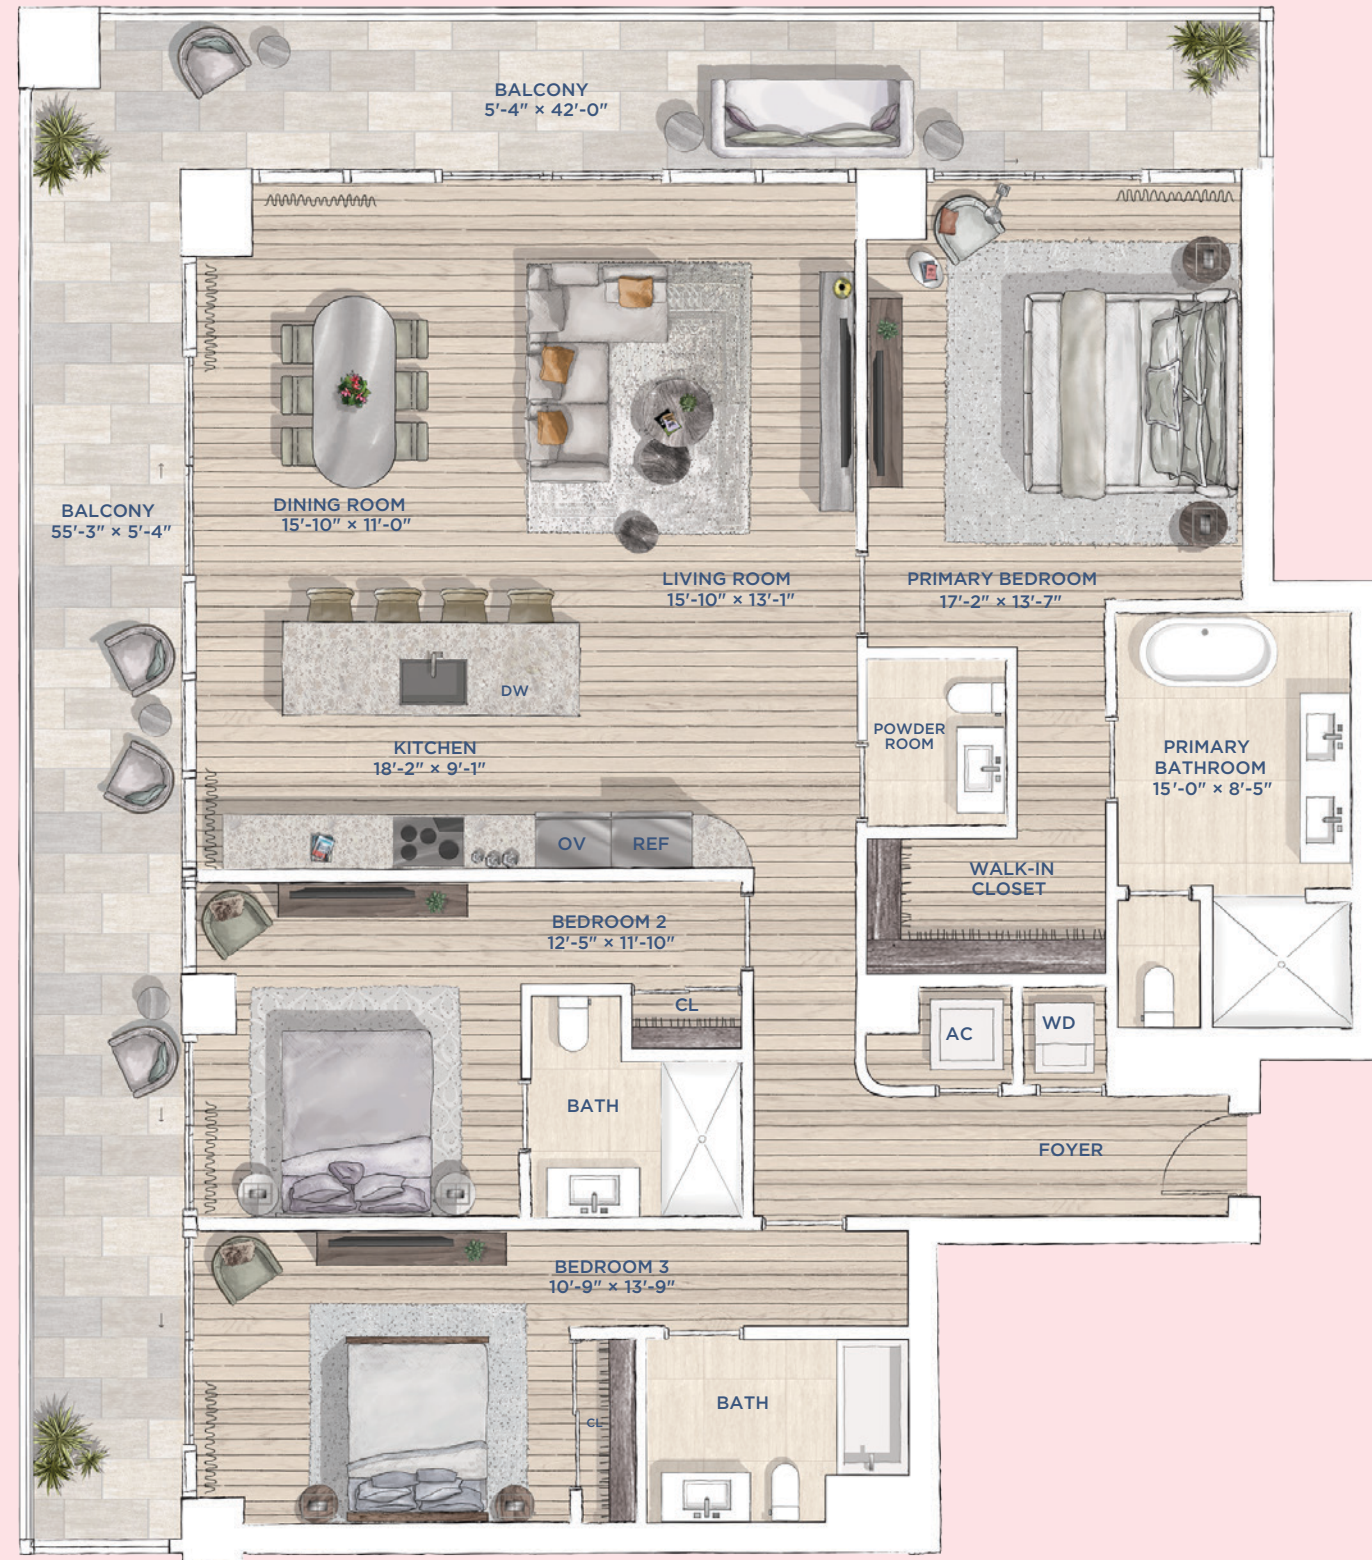 BALCONY
5'-4" × 42'-0"
BALCONY
55'-3" × 5'-4"
DINING ROOM
15'-10" × 11'-0"
LIVING ROOM
15'-10" × 13'-1"
PRIMARY BEDROOM
17'-2" × 13'-7"
DW
KITCHEN
18'-2" × 9'-1"
POWDER
ROOM
PRIMARY
BATHROOM
15'-0" × 8'-5"
OV
REF
WALK-IN
CLOSET
BEDROOM 2
12'-5" × 11'-10"
CL
AC
WD
BATH
FOYER
BEDROOM 3
10'-9" × 13'-9"
BATH
CL